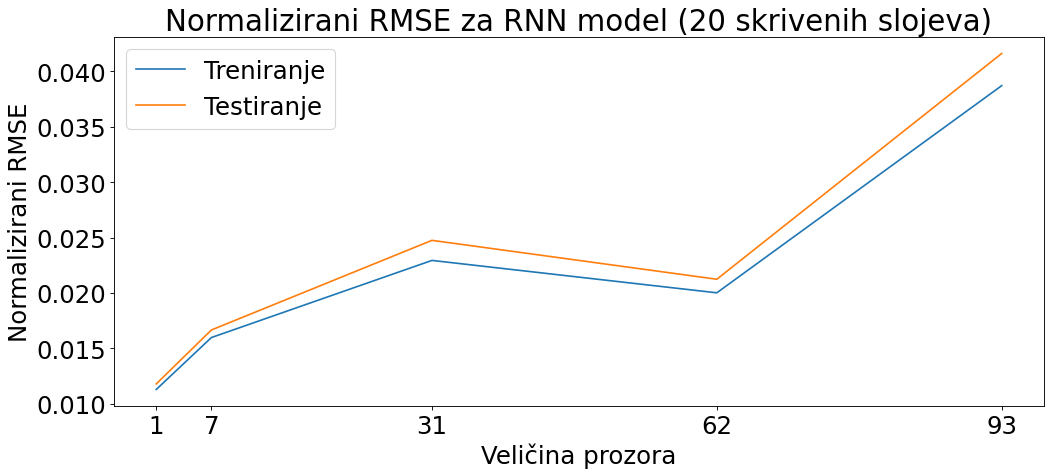 Normalizirani RMSE za RNN model (20 skrivenih slojeva)
Treniranje
Testiranje
Normalizirani RMSE
0.040
0.035
0.030
0.025
0.020
0.015
0.010
1 7 31 62 93
Veličina prozora